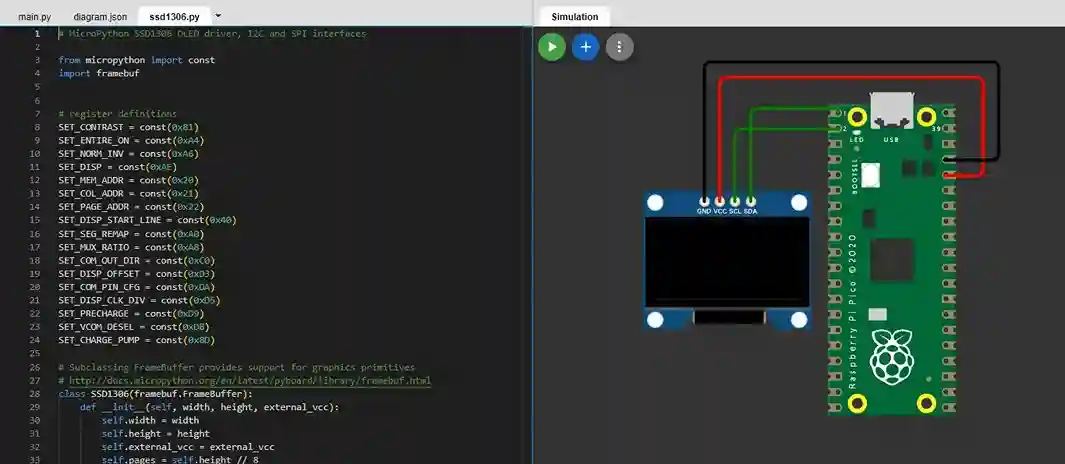 main.py diagram.json ssd1306.py
1 # MicroPython SSD1306 OLED driver, I2C and SPI interfaces
2
3 from micropython import const
4 import framebuf
5
6
7 # register definitions
8 SET_CONTRAST = const(0x81)
9 SET_ENTIRE_ON = const(0xA4)
10 SET_NORM_INV = const(0xA6)
11 SET_DISP = const(0xAE)
12 SET_MEM_ADDR = const(0x20)
13 SET_COL_ADDR = const(0x21)
14 SET_PAGE_ADDR = const(0x22)
15 SET_DISP_START_LINE = const(0x40)
16 SET_SEG_REMAP = const(0xA0)
17 SET_MUX_RATIO = const(0xA8)
18 SET_COM_OUT_DIR = const(0xC0)
19 SET_DISP_OFFSET = const(0xD3)
20 SET_COM_PIN_CFG = const(0xDA)
21 SET_DISP_CLK_DIV = const(0xD5)
22 SET_PRECHARGE = const(0xD9)
23 SET_VCOM_DESEL = const(0xDB)
24 SET_CHARGE_PUMP = const(0x8D)
25
26 # Subclassing FrameBuffer provides support for graphics primitives
27 # http://docs.micropython.org/en/latest/pyboard/library/framebuf.html
28 class SSD1306(framebuf.FrameBuffer):
29 def __init__(self, width, height, external_vcc):
30 self.width = width
31 self.height = height
32 self.external_vcc = external_vcc
33 self.pages = self.height // 8
Simulation
GND VCC SCL SDA
1
2
39
LED
USB
BOOTSEL
Raspberry Pi Pico ©2020